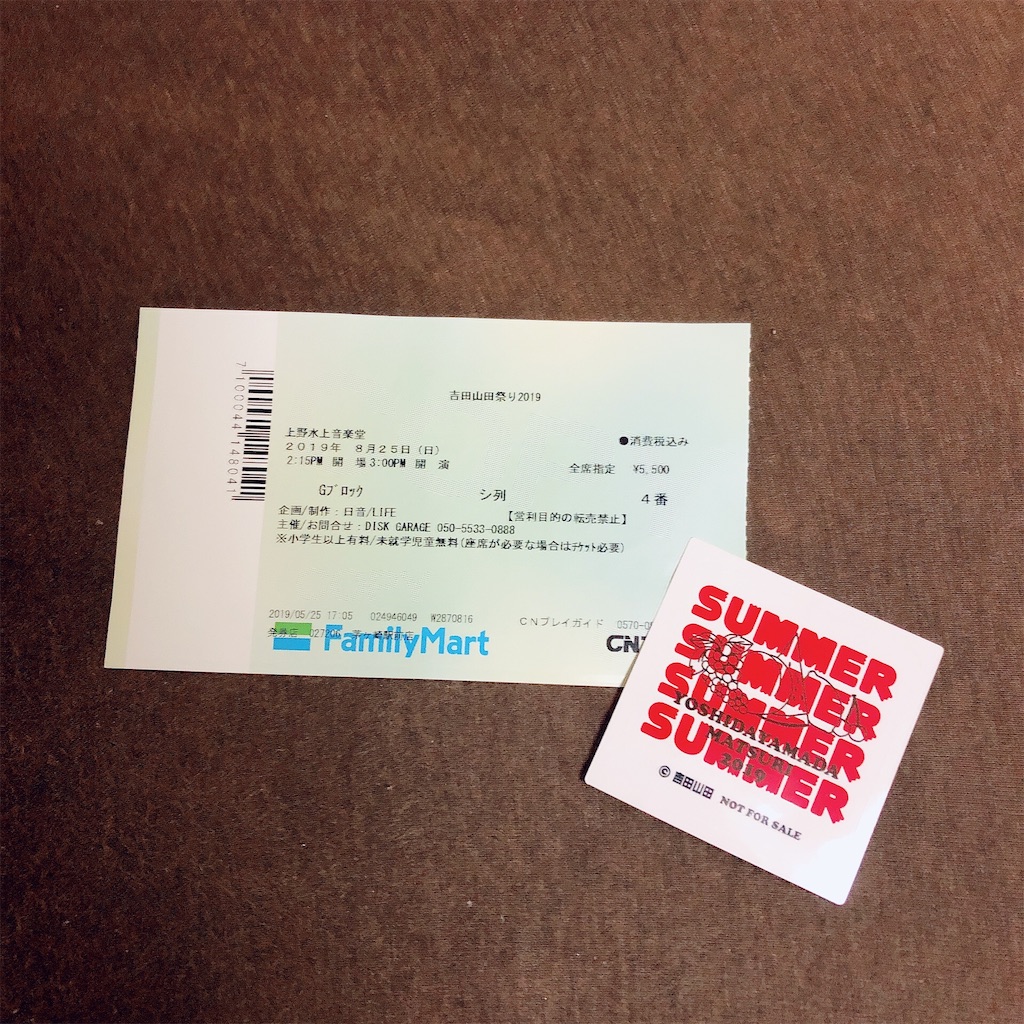 吉田山田祭り2019
上野水上音楽堂
●消費税込み
2019年 8月25日(日)
2:15PM 開 場 3:00PM 開 演
全席指定 ¥5,500
Gブロック シ列 4番
企画/制作:日音/LIFE 【営利目的の転売禁止】
主催/お問合せ:DISK GARAGE 050-5533-0888
※小学生以上有料/未就学児童無料(座席が必要な場合はチケット必要)
2019/05/25 17:05 024946049 W2870816
CNプレイガイド 0570-0
発券店
FamilyMart
CN
7100044148041
SUMMER
SUMMER
SUMMER
SUMMER
YOSHIDAYAMADA
MATSURI
2019
© 吉田山田 NOT FOR SALE